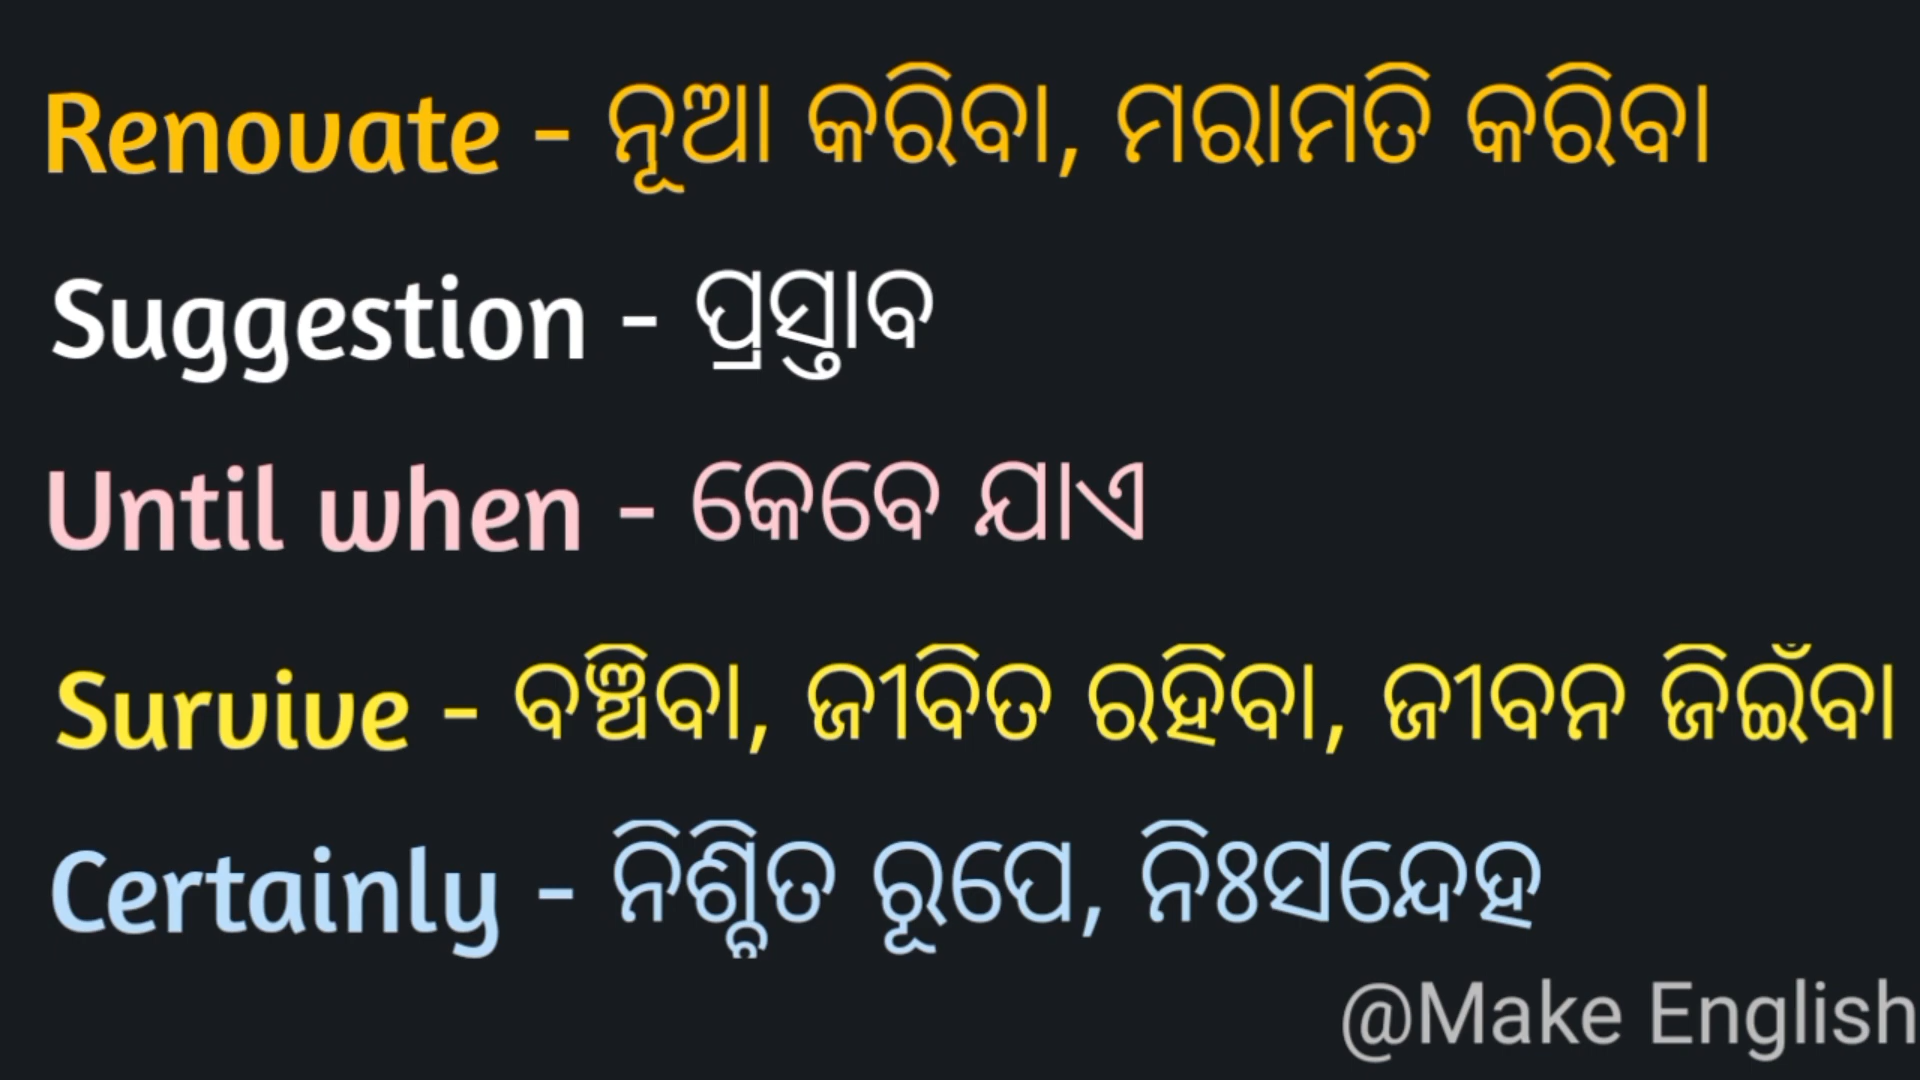 Renovate - ନୂଆ କରିବା, ମରାମତି କରିବା
Suggestion - ପ୍ରସ୍ତାବ
Until when - କେବେ ଯାଏ
Survive - ବଞ୍ଚିବା, ଜୀବିତ ରହିବା, ଜୀବନ ଜିଇଁବା
Certainly - ନିଶ୍ଚିତ ରୂପେ, ନିଃସନ୍ଦେହ
@Make English